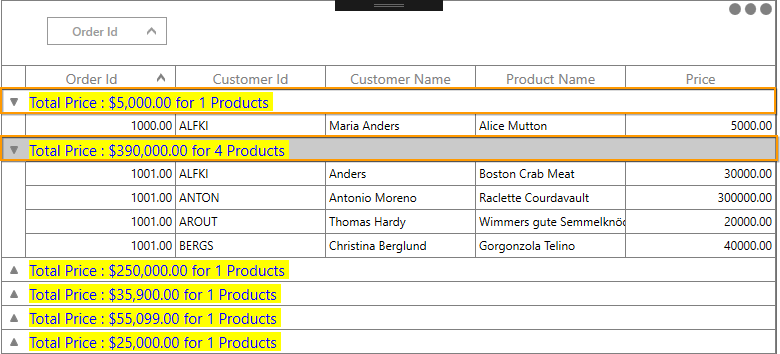 Order Id
Order Id Customer Id Customer Name Product Name Price
Total Price : $5,000.00 for 1 Products
1000.00 ALFKI Maria Anders Alice Mutton 5000.00
Total Price : $390,000.00 for 4 Products
1001.00 ALFKI Anders Boston Crab Meat 30000.00
1001.00 ANTON Antonio Moreno Raclette Courdavault 300000.00
1001.00 AROUT Thomas Hardy Wimmers gute Semmelknöd 20000.00
1001.00 BERGS Christina Berglund Gorgonzola Telino 40000.00
Total Price : $250,000.00 for 1 Products
Total Price : $35,900.00 for 1 Products
Total Price : $55,099.00 for 1 Products
Total Price : $25,000.00 for 1 Products